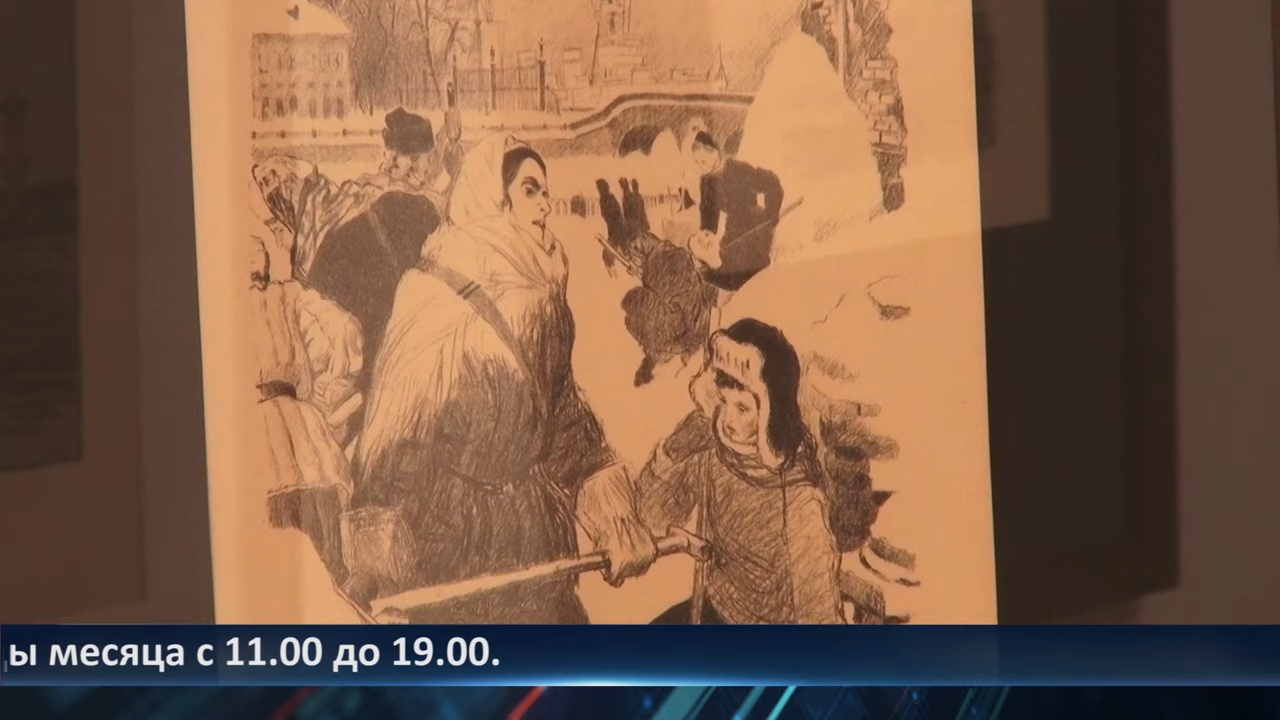 ы месяца с 11.00 до 19.00.